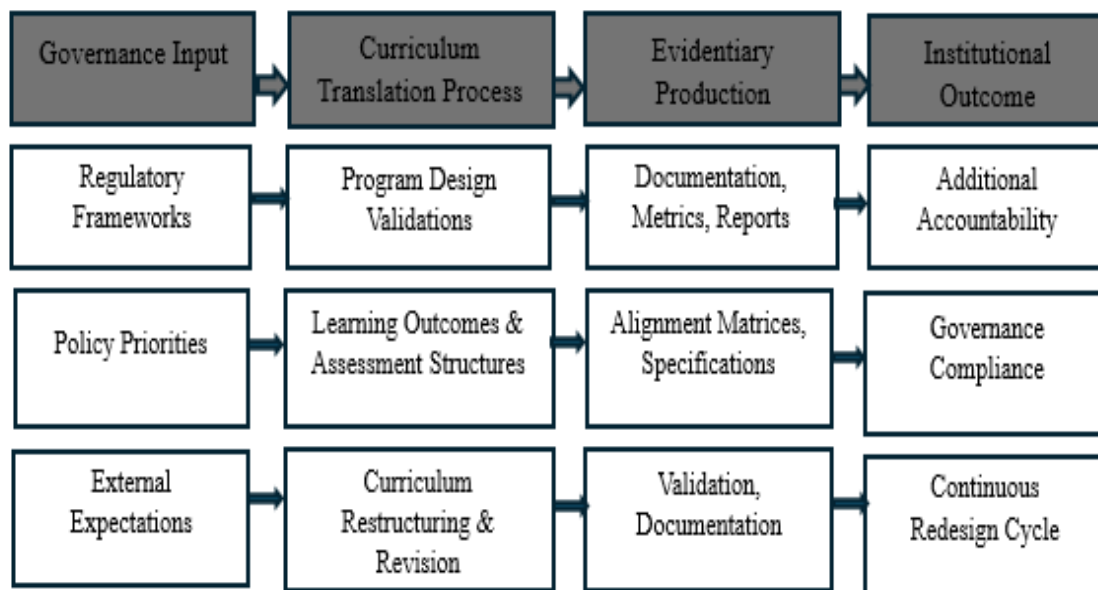 Governance Input
Curriculum
Translation Process
Evidentiary
Production
Institutional
Outcome
Regulatory
Frameworks
Program Design
Validations
Documentation,
Metrics, Reports
Additional
Accountability
Policy Priorities
Learning Outcomes &
Assessment Structures
Alignment Matrices,
Specifications
Governance
Compliance
External
Expectations
Curriculum
Restructuring &
Revision
Validation,
Documentation
Continuous
Redesign Cycle